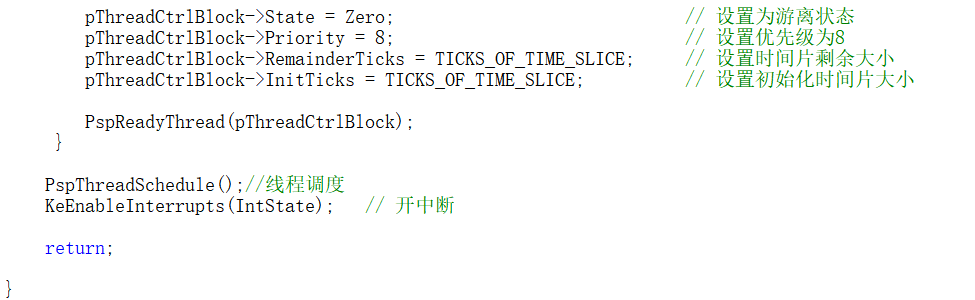 pThreadCtrlBlock->State = Zero; // 设置为游离状态
pThreadCtrlBlock->Priority = 8; // 设置优先级为8
pThreadCtrlBlock->RemainderTicks = TICKS_OF_TIME_SLICE; // 设置时间片剩余大小
pThreadCtrlBlock->InitTicks = TICKS_OF_TIME_SLICE; // 设置初始化时间片大小
PspReadyThread(pThreadCtrlBlock);
}
PspThreadSchedule();//线程调度
KeEnableInterrupts(IntState); // 开中断
return;
}